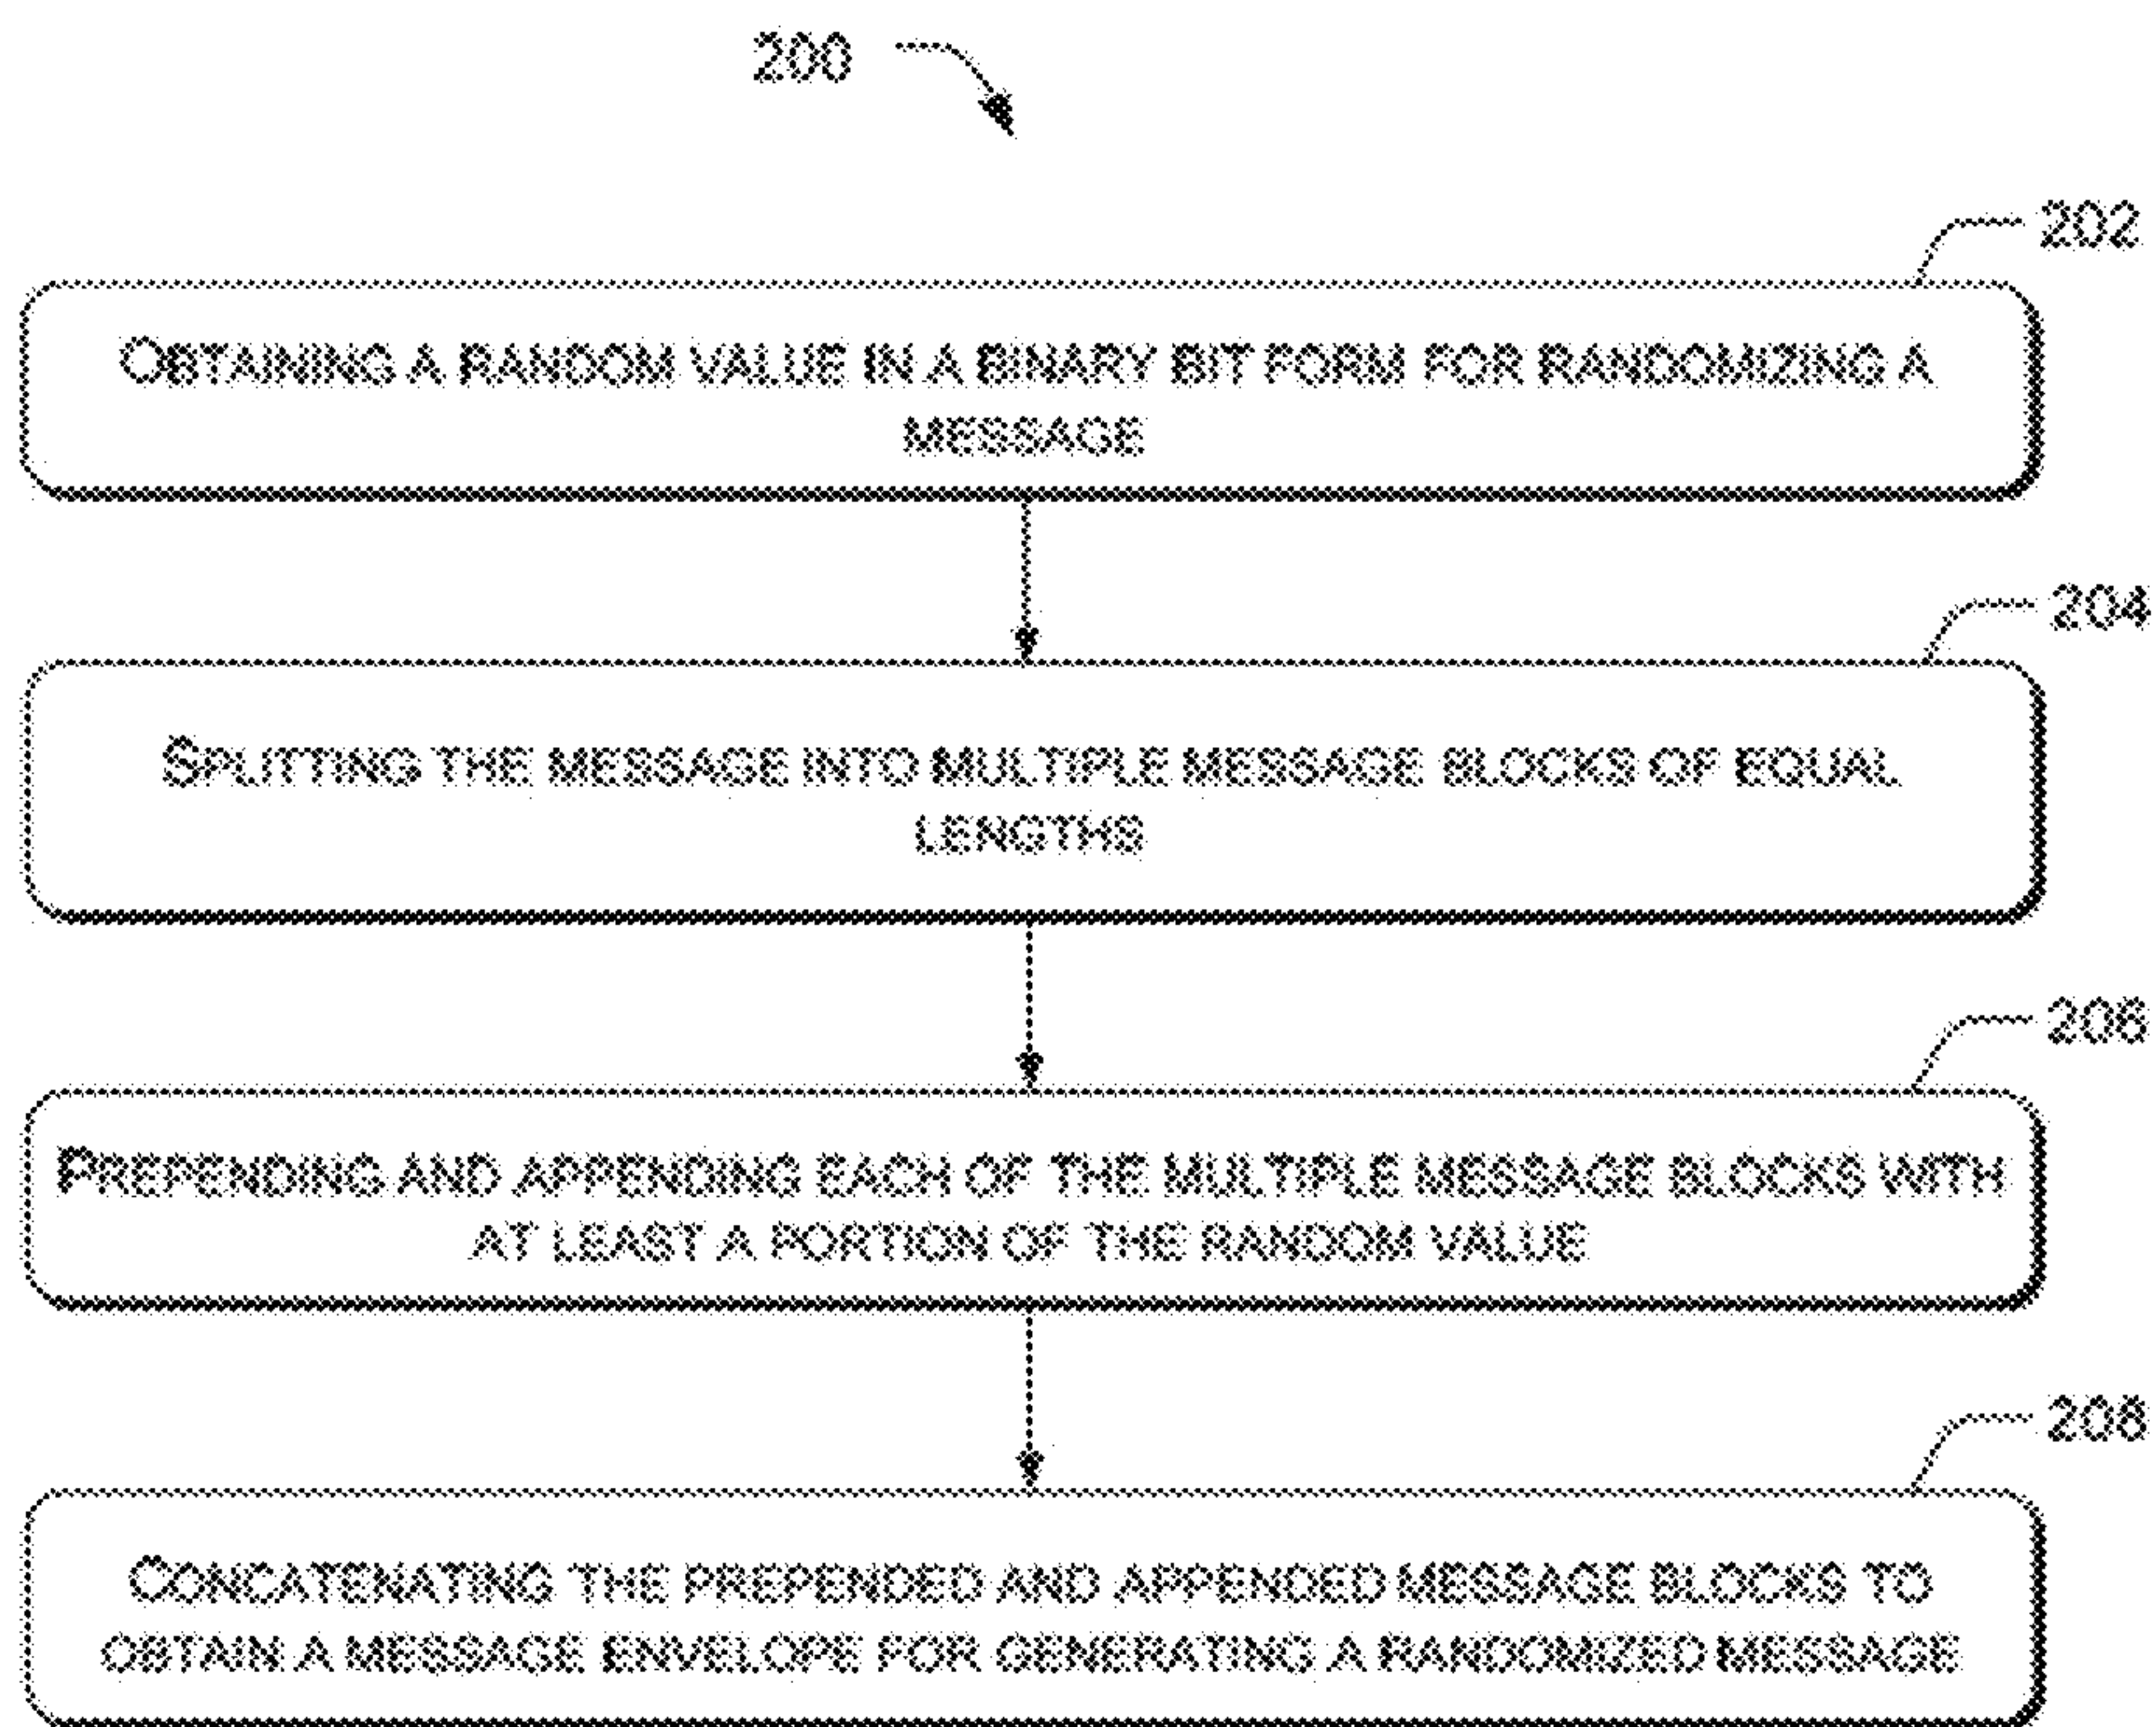 200
202
OBTAINING A RANDOM VALUE IN A BINARY BIT FORM FOR RANDOMIZING A
MESSAGE
204
SPLITTING THE MESSAGE INTO MULTIPLE MESSAGE BLOCKS OF EQUAL
LENGTHS
206
PREPENDING AND APPENDING EACH OF THE MULTIPLE MESSAGE BLOCKS WITH
AT LEAST A PORTION OF THE RANDOM VALUE
208
CONCATENATING THE PREPENDED AND APPENDED MESSAGE BLOCKS TO
OBTAIN A MESSAGE ENVELOPE FOR GENERATING A RANDOMIZED MESSAGE